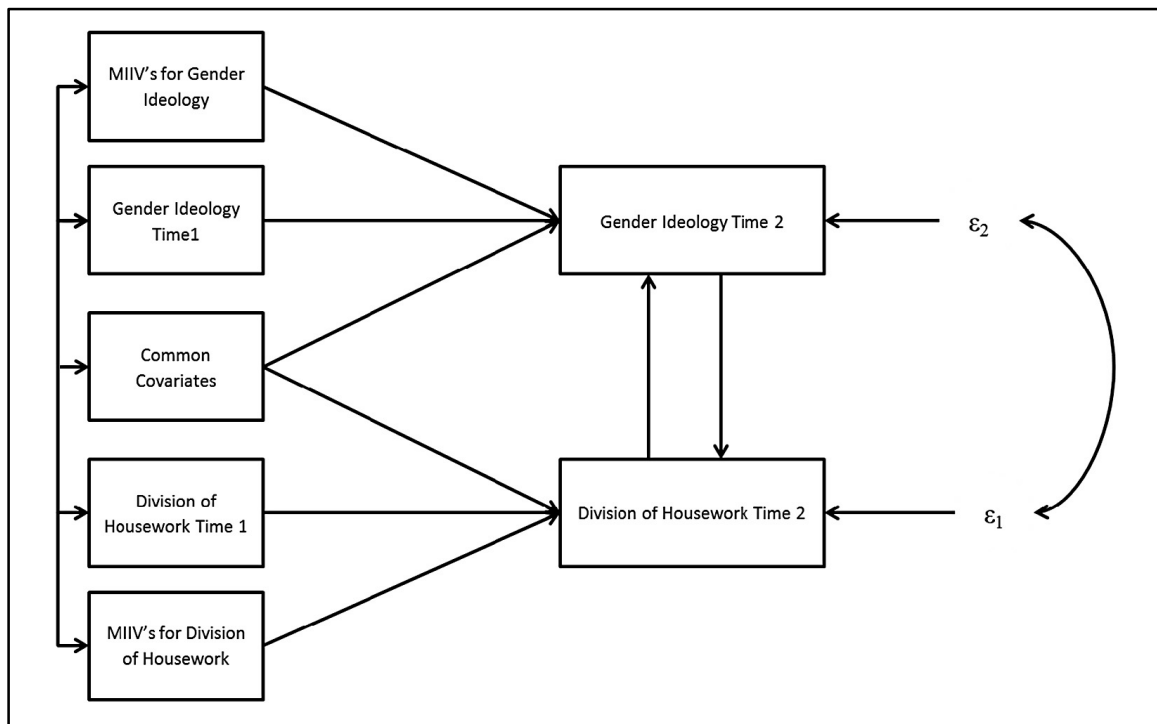 MIIV's for Gender
Ideology
Gender Ideology
Time1
Common
Covariates
Division of
Housework Time 1
MIIV's for Division
of Housework
Gender Ideology Time 2
Division of Housework Time 2
ε2
ε1